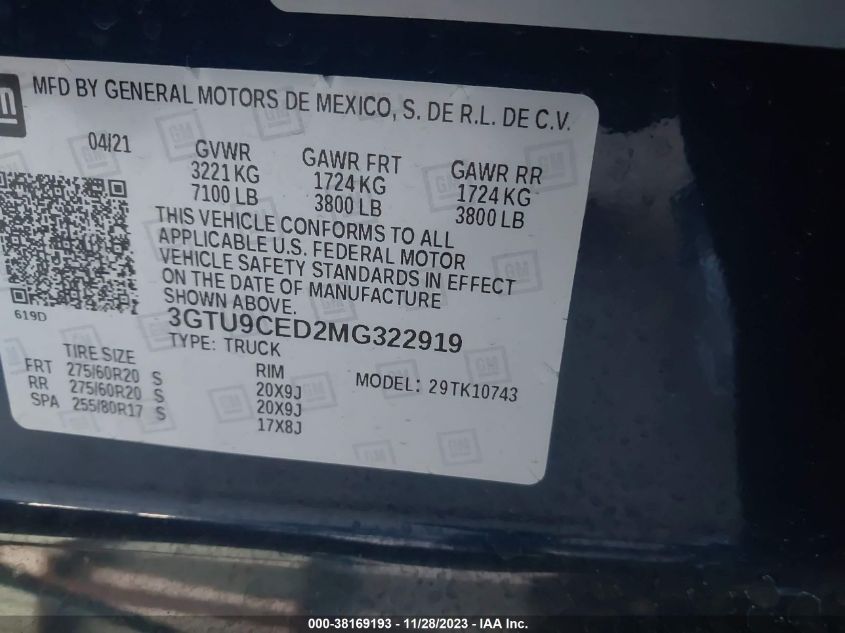 MFD BY GENERAL MOTORS DE MEXICO, S. DE R.L. DE C.V.
04/21
GVWR GAWR FRT GAWR RR
3221 KG 1724 KG 1724 KG
7100 LB 3800 LB 3800 LB
THIS VEHICLE CONFORMS TO ALL
APPLICABLE U.S. FEDERAL MOTOR
VEHICLE SAFETY STANDARDS IN EFFECT
ON THE DATE OF MANUFACTURE
SHOWN ABOVE.
619D
3GTU9CED2MG322919
TYPE: TRUCK
TIRE SIZE RIM MODEL: 29TK10743
FRT 275/60R20 S 20X9J
RR 275/60R20 S 20X9J
SPA 255/80R17 S 17X8J
000-38169193 - 11/28/2023 - IAA Inc.